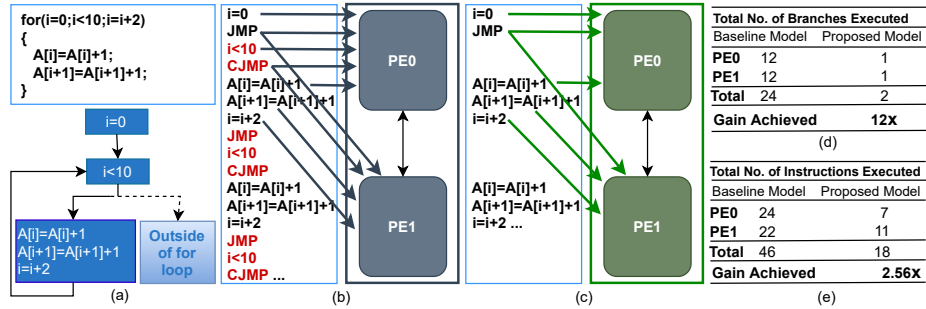 for(i=0;i<10;i=i+2)
{
A[i]=A[i]+1;
A[i+1]=A[i+1]+1;
}
i=0
i<10
A[i]=A[i]+1
A[i+1]=A[i+1]+1
i=i+2
Outside
of for
loop
(a)
i=0
JMP
i<10
CJMP
A[i]=A[i]+1
A[i+1]=A[i+1]+1
i=i+2
JMP
i<10
CJMP
A[i]=A[i]+1
A[i+1]=A[i+1]+1
i=i+2
JMP
i<10
CJMP ...
PE0
PE1
(b)
i=0
JMP
A[i]=A[i]+1
A[i+1]=A[i+1]+1
i=i+2
A[i]=A[i]+1
A[i+1]=A[i+1]+1
i=i+2 ...
PE0
PE1
(c)
Total No. of Branches Executed
Baseline Model Proposed Model
PE0 12 1
PE1 12 1
Total 24 2
Gain Achieved 12x
(d)
Total No. of Instructions Executed
Baseline Model Proposed Model
PE0 24 7
PE1 22 11
Total 46 18
Gain Achieved 2.56x
(e)